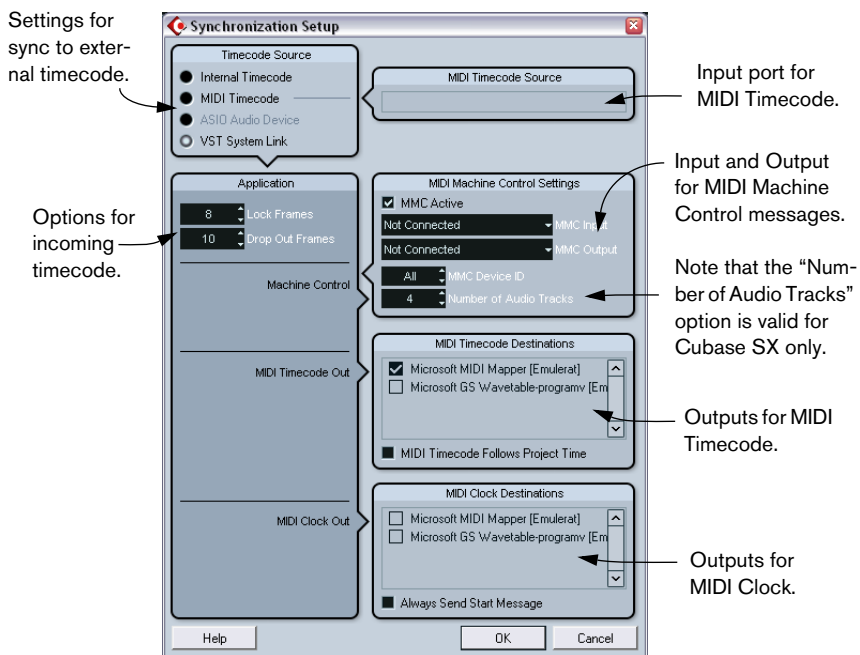 Settings for
sync to exter-
nal timecode.
Synchronization Setup
Timecode Source
Internal Timecode
MIDI Timecode
ASIO Audio Device
VST System Link
MIDI Timecode Source
Input port for
MIDI Timecode.
Application
8 Lock Frames
10 Drop Out Frames
Options for
incoming
timecode.
Machine Control
MIDI Machine Control Settings
MMC Active
Not Connected MMC Input
Not Connected MMC Output
All MMC Device ID
4 Number of Audio Tracks
Input and Output
for MIDI Machine
Control messages.
Note that the “Num-
ber of Audio Tracks”
option is valid for
Cubase SX only.
MIDI Timecode Out
MIDI Timecode Destinations
Microsoft MIDI Mapper [Emulerat]
Microsoft GS Wavetable-programv [Em
MIDI Timecode Follows Project Time
Outputs for MIDI
Timecode.
MIDI Clock Out
MIDI Clock Destinations
Microsoft MIDI Mapper [Emulerat]
Microsoft GS Wavetable-programv [Em
Always Send Start Message
Outputs for
MIDI Clock.
Help
OK
Cancel